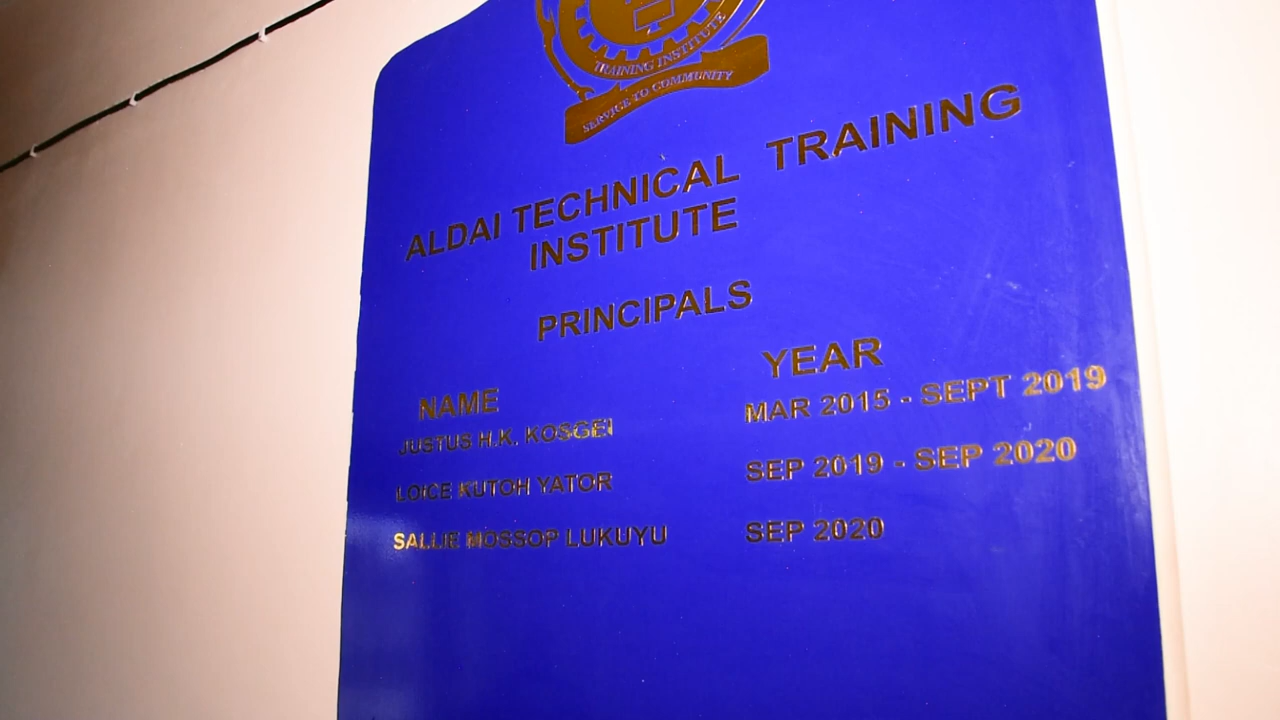 TRAINING INSTITUTE
SERVICE TO COMMUNITY
ALDAI TECHNICAL TRAINING
INSTITUTE
PRINCIPALS
NAME YEAR
JUSTUS H.K. KOSGEI MAR 2015 - SEPT 2019
LOICE KUTOH YATOR SEP 2019 - SEP 2020
SALLIE MOSSOP LUKUYU SEP 2020